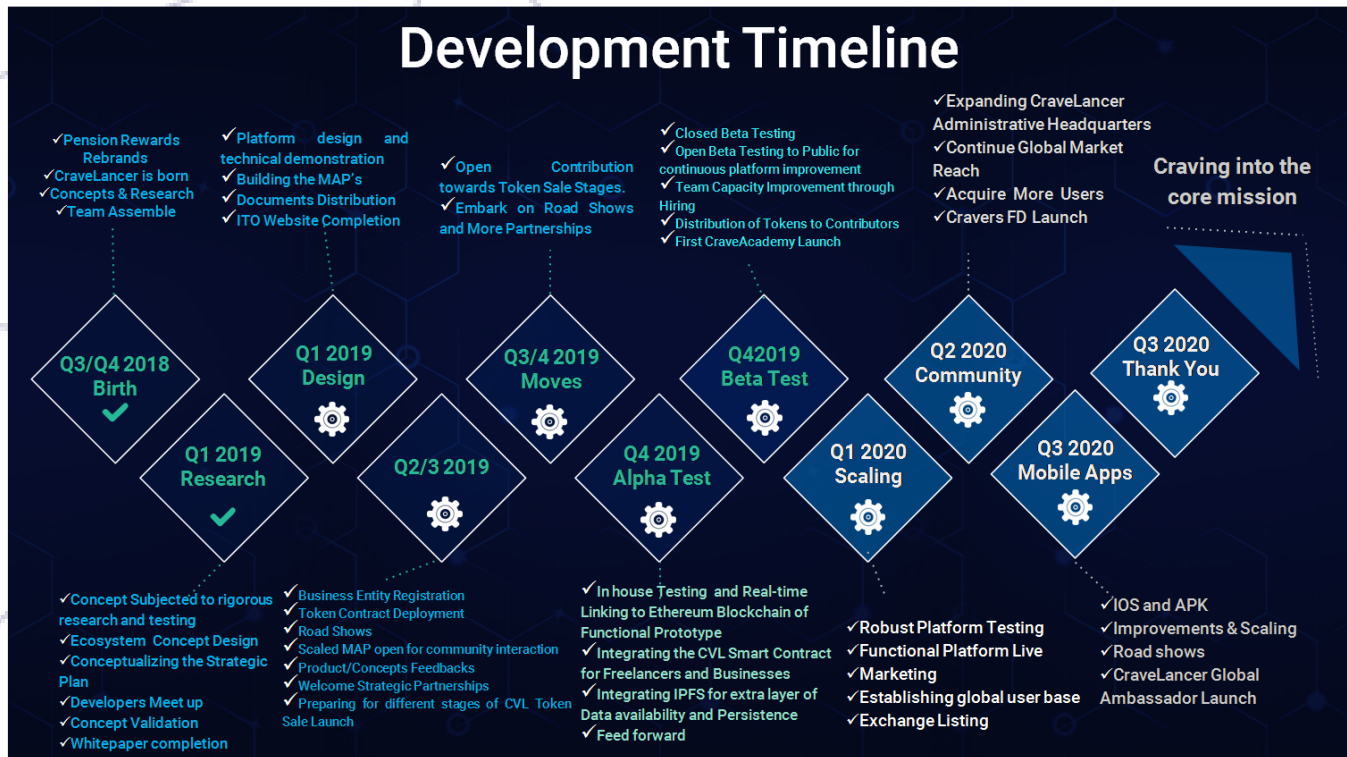 Development Timeline
✓Pension Rewards
Rebrands
✓CraveLancer is born
✓Concepts & Research
✓Team Assemble
✓Platform design and
technical demonstration
✓Building the MAP's
✓Documents Distribution
✓ITO Website Completion
✓Open Contribution
towards Token Sale Stages.
✓Embark on Road Shows
and More Partnerships
✓Closed Beta Testing
✓Open Beta Testing to Public for
continuous platform improvement
✓Team Capacity Improvement through
Hiring
✓Distribution of Tokens to Contributors
✓First CraveAcademy Launch
✓Expanding CraveLancer
Administrative Headquarters
✓Continue Global Market
Reach
✓Acquire More Users
✓Cravers FD Launch
Craving into the
core mission
Q3/Q4 2018
Birth
Q1 2019
Research
Q1 2019
Design
Q2/3 2019
Q3/4 2019
Moves
Q4 2019
Alpha Test
Q42019
Beta Test
Q1 2020
Scaling
Q2 2020
Community
Q3 2020
Mobile Apps
Q3 2020
Thank You
✓Concept Subjected to rigorous
research and testing
✓Ecosystem Concept Design
✓Conceptualizing the Strategic
Plan
✓Developers Meet up
✓Concept Validation
✓Whitepaper completion
✓Business Entity Registration
✓Token Contract Deployment
✓Road Shows
✓Scaled MAP open for community interaction
✓Product/Concepts Feedbacks
✓Welcome Strategic Partnerships
✓Preparing for different stages of CVL Token
Sale Launch
✓In house Testing and Real-time
Linking to Ethereum Blockchain of
Functional Prototype
✓Integrating the CVL Smart Contract
for Freelancers and Businesses
✓Integrating IPFS for extra layer of
Data availability and Persistence
✓Feed forward
✓Robust Platform Testing
✓Functional Platform Live
✓Marketing
✓Establishing global user base
✓Exchange Listing
✓IOS and APK
✓Improvements & Scaling
✓Road shows
✓CraveLancer Global
Ambassador Launch